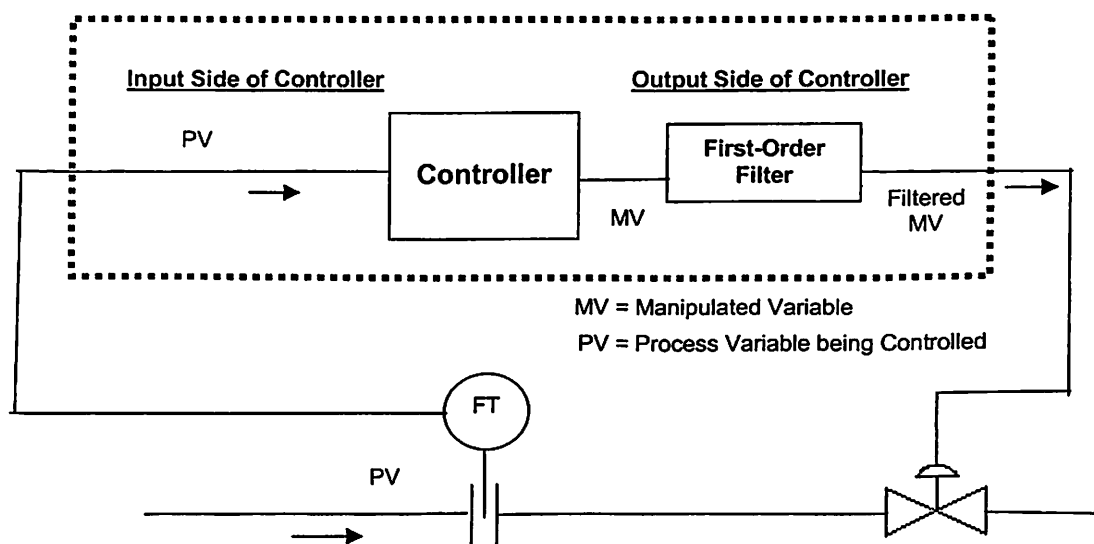 Input Side of Controller
Output Side of Controller
PV
Controller
MV
First-Order
Filter
Filtered
MV
MV = Manipulated Variable
PV = Process Variable being Controlled
FT
PV